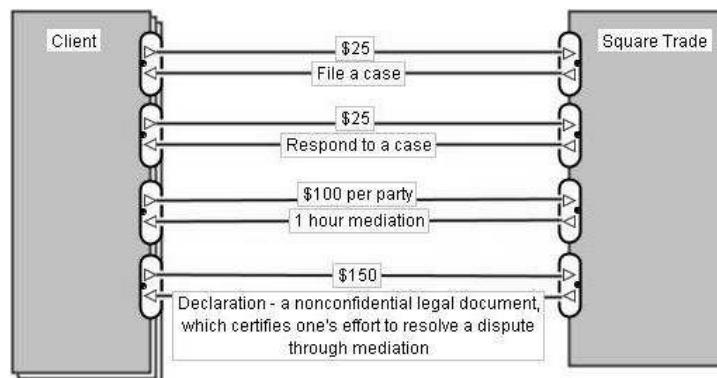 Client
Square Trade
$25
File a case
$25
Respond to a case
$100 per party
1 hour mediation
$150
Declaration - a nonconfidential legal document,
which certifies one's effort to resolve a dispute
through mediation